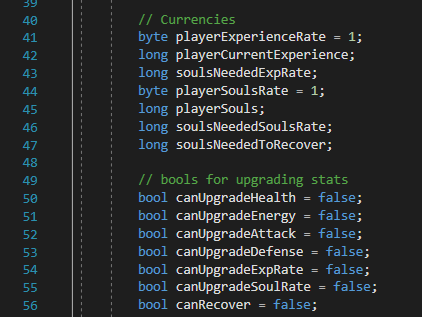 39
40 // Currencies
41 byte playerExperienceRate = 1;
42 long playerCurrentExperience;
43 long soulsNeededExpRate;
44 byte playerSoulsRate = 1;
45 long playerSouls;
46 long soulsNeededSoulsRate;
47 long soulsNeededToRecover;
48
49 // bools for upgrading stats
50 bool canUpgradeHealth = false;
51 bool canUpgradeEnergy = false;
52 bool canUpgradeAttack = false;
53 bool canUpgradeDefense = false;
54 bool canUpgradeExpRate = false;
55 bool canUpgradeSoulRate = false;
56 bool canRecover = false;